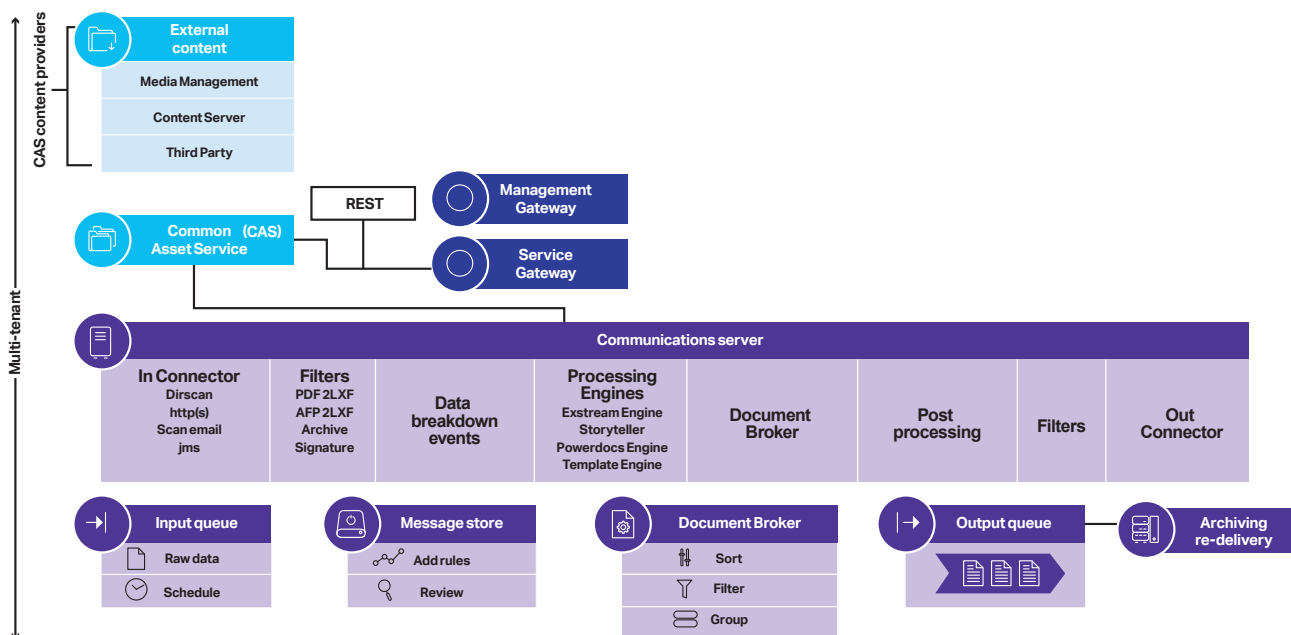 Multi-tenant
CAS content providers
External
content
Media Management
Content Server
Third Party
REST
Management
Gateway
Common (CAS)
Asset Service
Service
Gateway
Communications server
In Connector
Dirscan
http(s)
Scan email
jms
Filters
PDF 2LXF
AFP 2LXF
Archive
Signature
Data
breakdown
events
Processing
Engines
Exstream Engine
Storyteller
Powerdocs Engine
Template Engine
Document
Broker
Post
processing
Filters
Out
Connector
Input queue
Raw data
Schedule
Message store
Add rules
Review
Document Broker
Sort
Filter
Group
Output queue
Archiving
re-delivery